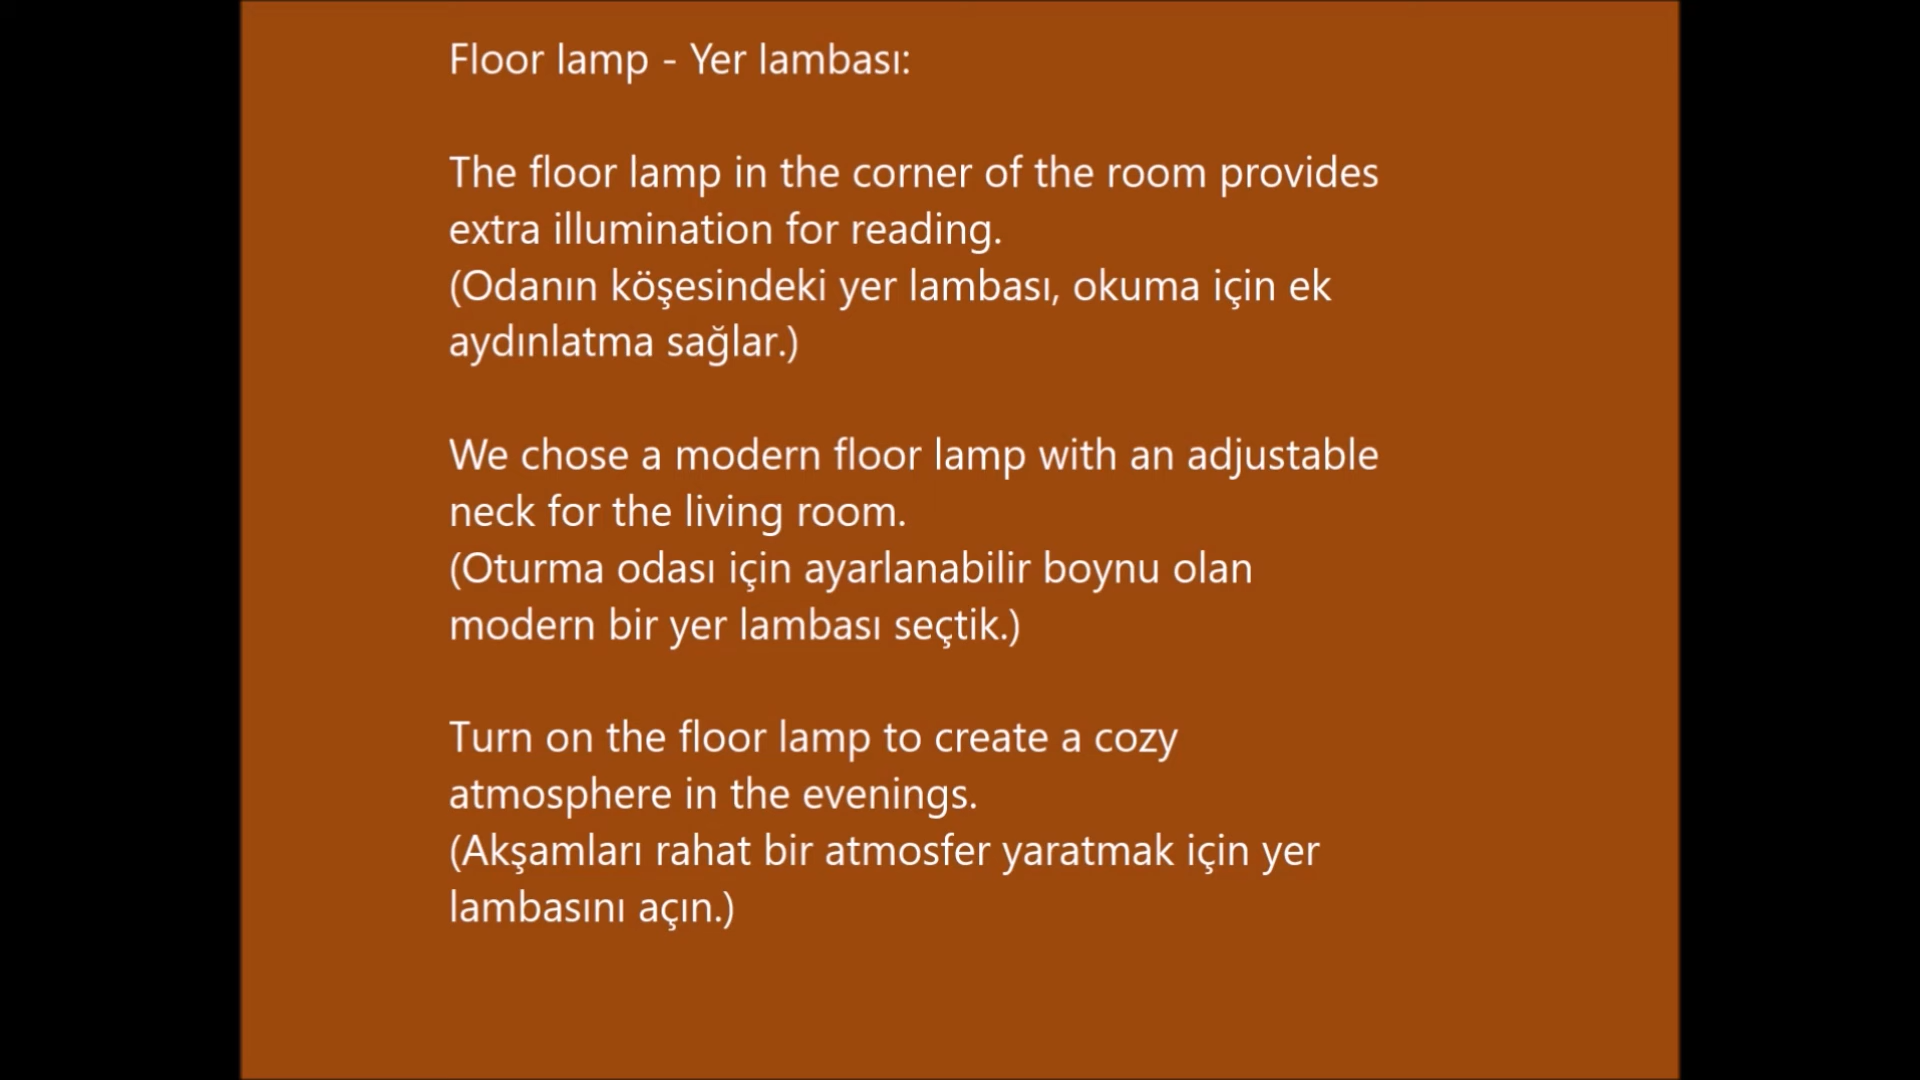 Floor lamp - Yer lambası:
The floor lamp in the corner of the room provides
extra illumination for reading.
(Odanın köşesindeki yer lambası, okuma için ek
aydınlatma sağlar.)
We chose a modern floor lamp with an adjustable
neck for the living room.
(Oturma odası için ayarlanabilir boynu olan
modern bir yer lambası seçtik.)
Turn on the floor lamp to create a cozy
atmosphere in the evenings.
(Akşamları rahat bir atmosfer yaratmak için yer
lambasını açın.)